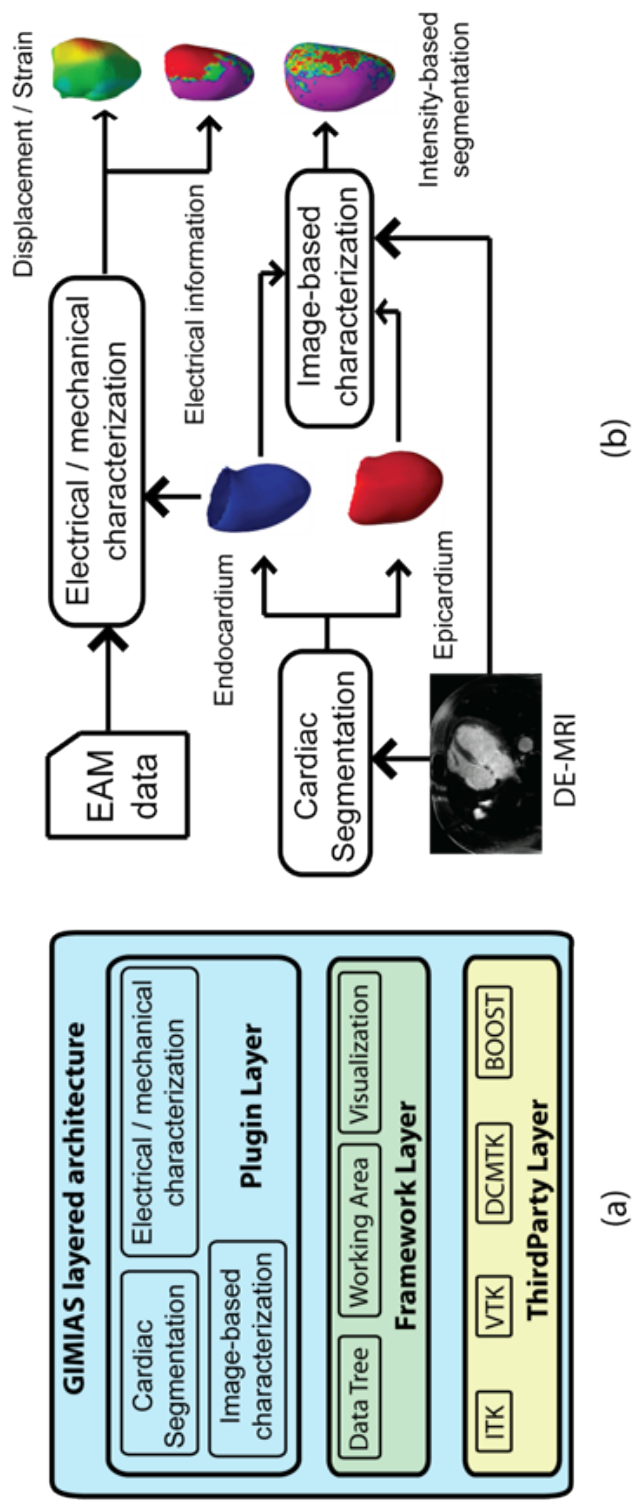 GIMIAS layered architecture
Cardiac
Segmentation
Electrical / mechanical
characterization
Image-based
characterization
Plugin Layer
Data Tree
Working Area
Visualization
Framework Layer
ITK
VTK
DCMTK
BOOST
ThirdParty Layer
(a)
EAM
data
Electrical / mechanical
characterization
Displacement / Strain
Electrical information
Endocardium
Cardiac
Segmentation
Epicardium
Image-based
characterization
Intensity-based
segmentation
DE-MRI
(b)